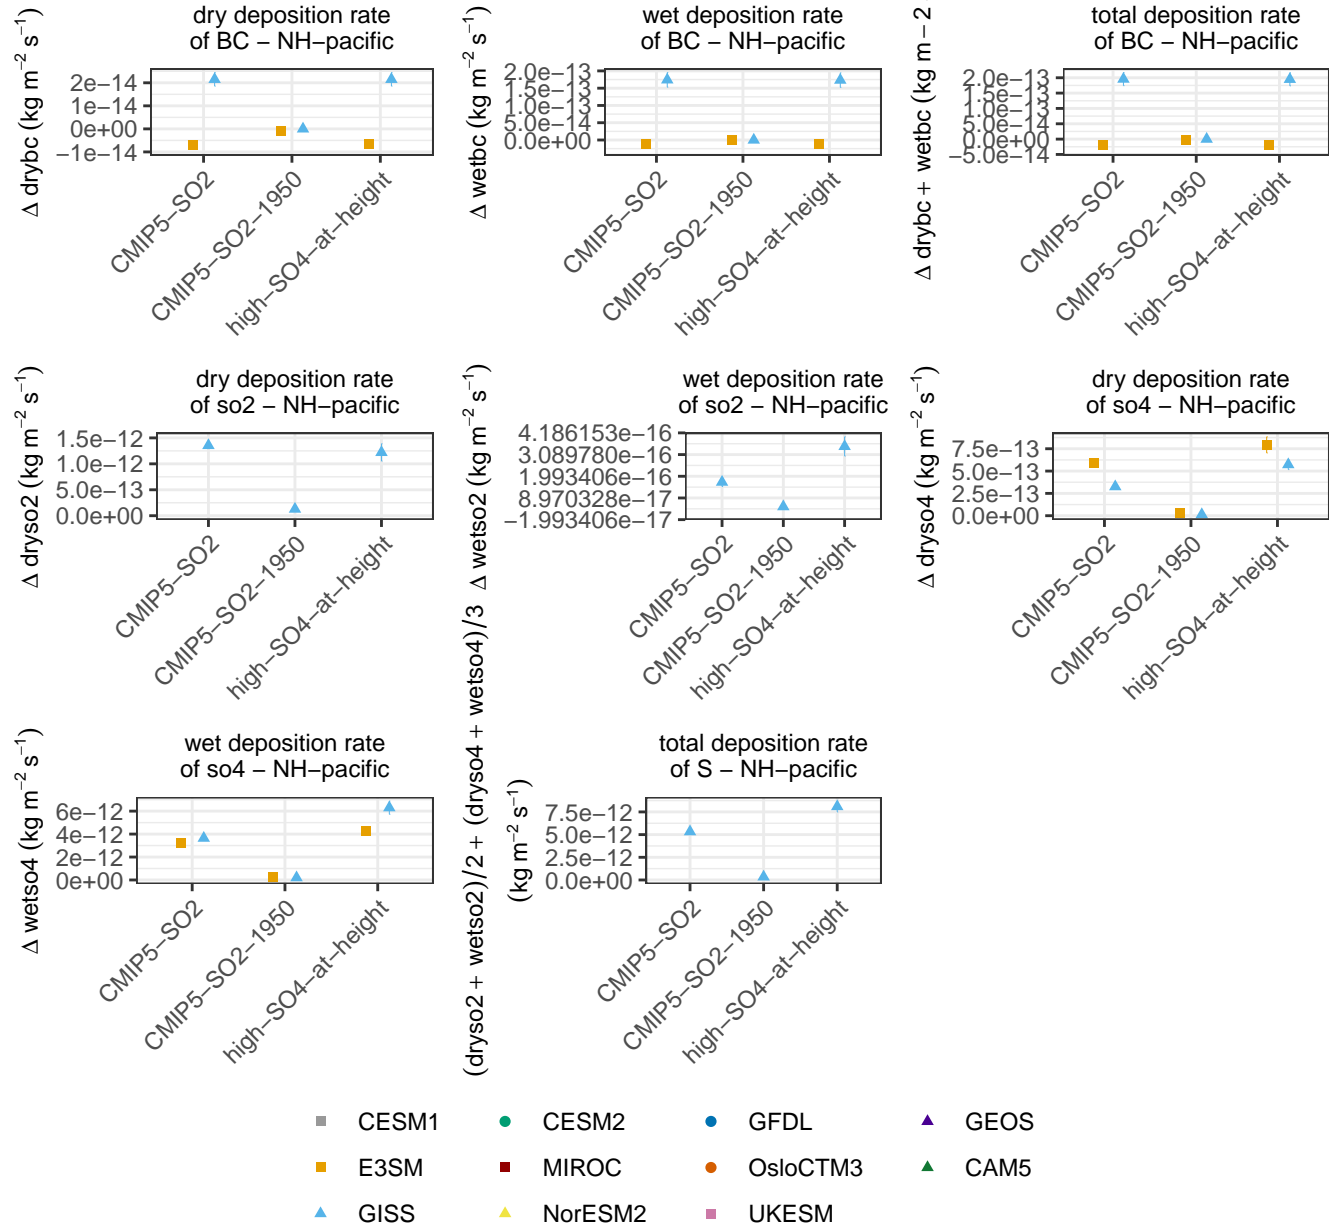 dry deposition rate
of BC − NH−pacific
Δ drybc (kg m−2 s−1)
2e−14
1e−14
0e+00
−1e−14
CMIP5−SO2
CMIP5−SO2−1950
high−SO4−at−height
wet deposition rate
of BC − NH−pacific
Δ wetbc (kg m−2 s−1)
2.0e−13
1.5e−13
1.0e−13
5.0e−14
0.0e+00
CMIP5−SO2
CMIP5−SO2−1950
high−SO4−at−height
total deposition rate
of BC − NH−pacific
Δ drybc + wetbc (kg m−2
2.0e−13
1.5e−13
1.0e−13
5.0e−14
0.0e+00
−5.0e−14
CMIP5−SO2
CMIP5−SO2−1950
high−SO4−at−height
dry deposition rate
of so2 − NH−pacific
Δ dryso2 (kg m−2 s−1)
1.5e−12
1.0e−12
5.0e−13
0.0e+00
CMIP5−SO2
CMIP5−SO2−1950
high−SO4−at−height
wet deposition rate
of so2 − NH−pacific
Δ wetso2 (kg m−2 s−1)
4.186153e−16
3.089780e−16
1.993406e−16
8.970328e−17
−1.993406e−17
CMIP5−SO2
CMIP5−SO2−1950
high−SO4−at−height
dry deposition rate
of so4 − NH−pacific
Δ dryso4 (kg m−2 s−1)
7.5e−13
5.0e−13
2.5e−13
0.0e+00
CMIP5−SO2
CMIP5−SO2−1950
high−SO4−at−height
wet deposition rate
of so4 − NH−pacific
Δ wetso4 (kg m−2 s−1)
6e−12
4e−12
2e−12
0e+00
CMIP5−SO2
CMIP5−SO2−1950
high−SO4−at−height
total deposition rate
of S − NH−pacific
(dryso2 + wetso2)/2 + (dryso4 + wetso4)/3
(kg m−2 s−1)
7.5e−12
5.0e−12
2.5e−12
0.0e+00
CMIP5−SO2
CMIP5−SO2−1950
high−SO4−at−height
CESM1
CESM2
GFDL
GEOS
E3SM
MIROC
OsloCTM3
CAM5
GISS
NorESM2
UKESM